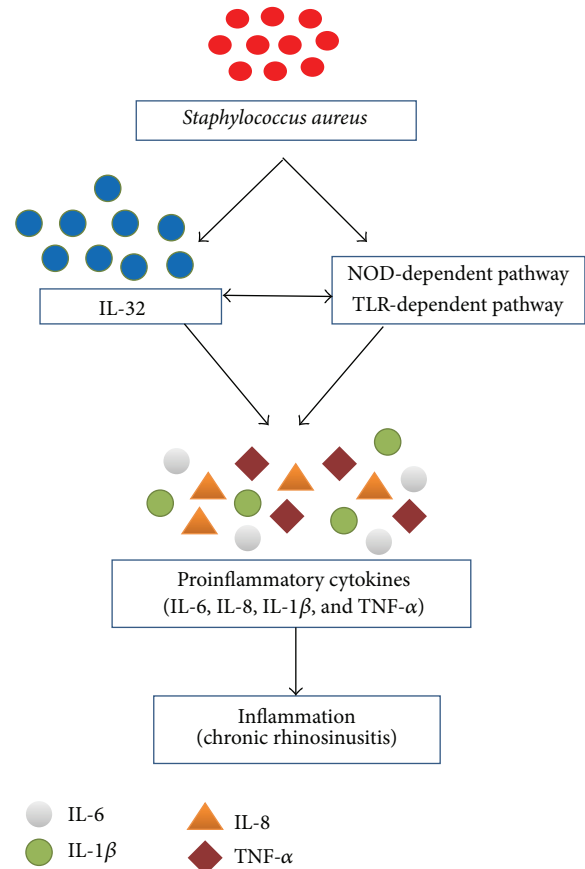 Staphylococcus aureus
NOD-dependent pathway
TLR-dependent pathway
IL-32
Proinflammatory cytokines
(IL-6, IL-8, IL-1β, and TNF-α)
Inflammation
(chronic rhinosinusitis)
IL-6
IL-8
IL-1β
TNF-α